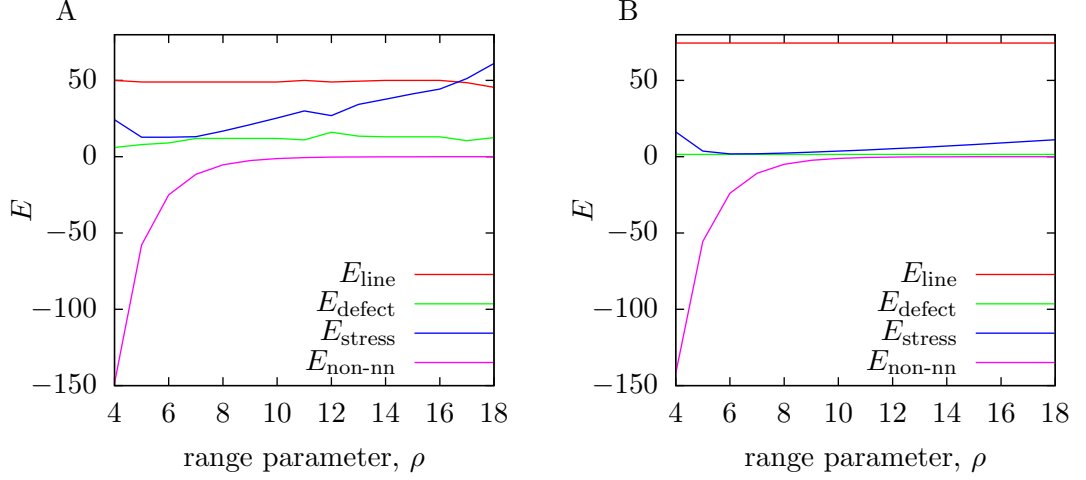 A
50
0
−50
−100
−150
E
E_line
E_defect
E_stress
E_non-nn
4 6 8 10 12 14 16 18
range parameter, ρ
B
50
0
−50
−100
−150
E
E_line
E_defect
E_stress
E_non-nn
4 6 8 10 12 14 16 18
range parameter, ρ